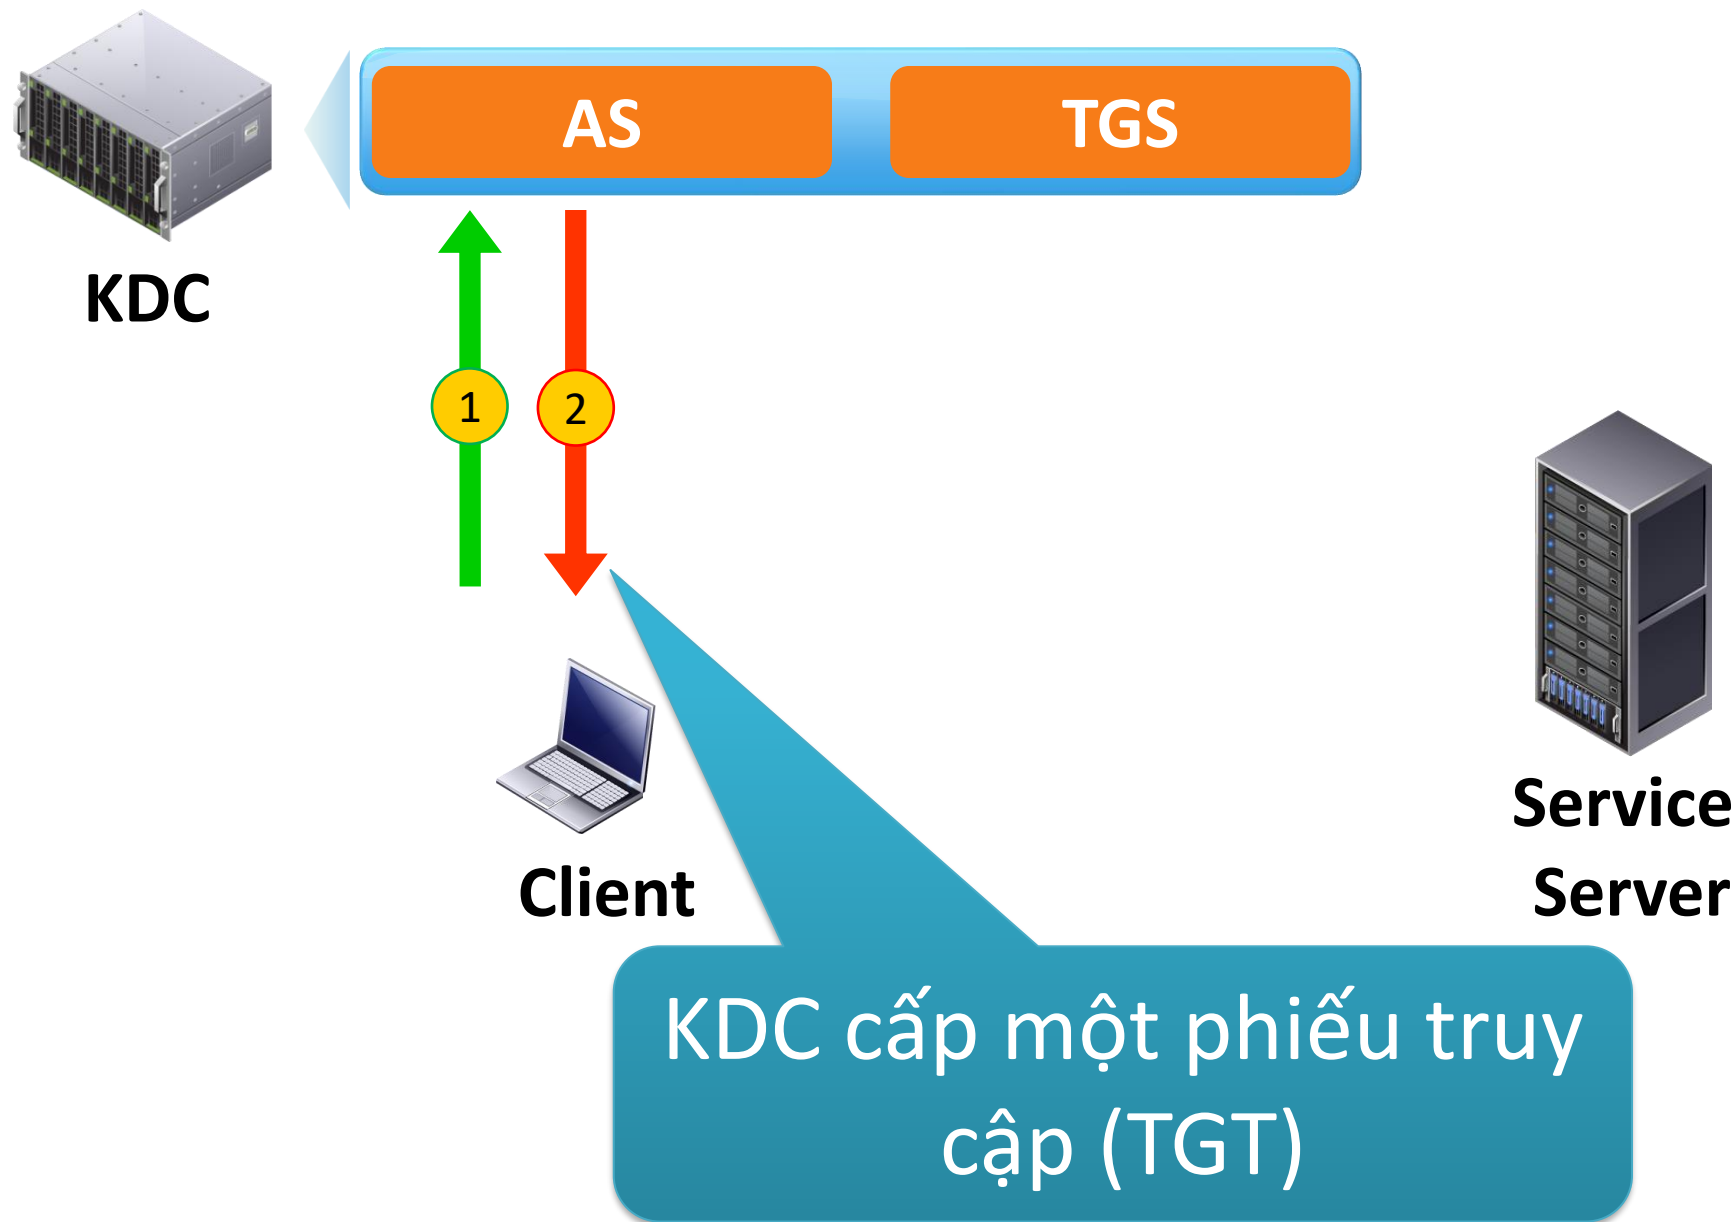 AS
TGS
KDC
1
2
Service
Server
Client
KDC cấp một phiếu truy
cập (TGT)